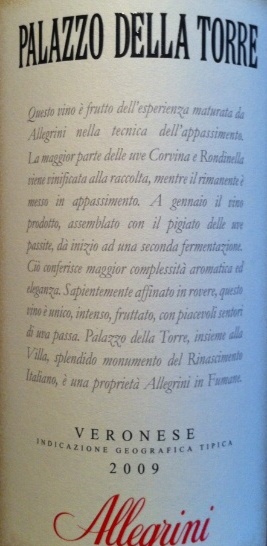 PALAZZO DELLA TORRE
Questo vino è frutto dell'esperienza maturata da
Allegrini nella tecnica dell'appassimento.
La maggior parte delle uve Corvina e Rondinella
viene vinificata alla raccolta, mentre il rimanente è
messo in appassimento. A gennaio il vino
prodotto, assemblato con il pigiato delle uve
passite, dà inizio ad una seconda fermentazione.
Ciò conferisce maggior complessità aromatica ed
eleganza. Sapientemente affinato in rovere, questo
vino è unico, intenso, fruttato, con piacevoli sentori
di uva passa. Palazzo della Torre, insieme alla
Villa, splendido monumento del Rinascimento
Italiano, è una proprietà Allegrini in Fumane.
VERONESE
INDICAZIONE GEOGRAFICA TIPICA
2009
Allegrini